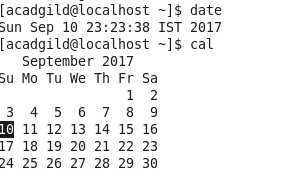 [acadgild@localhost ~]$ date
Sun Sep 10 23:23:38 IST 2017
[acadgild@localhost ~]$ cal
   September 2017
Su Mo Tu We Th Fr Sa
                1  2
 3  4  5  6  7  8  9
10 11 12 13 14 15 16
17 18 19 20 21 22 23
24 25 26 27 28 29 30